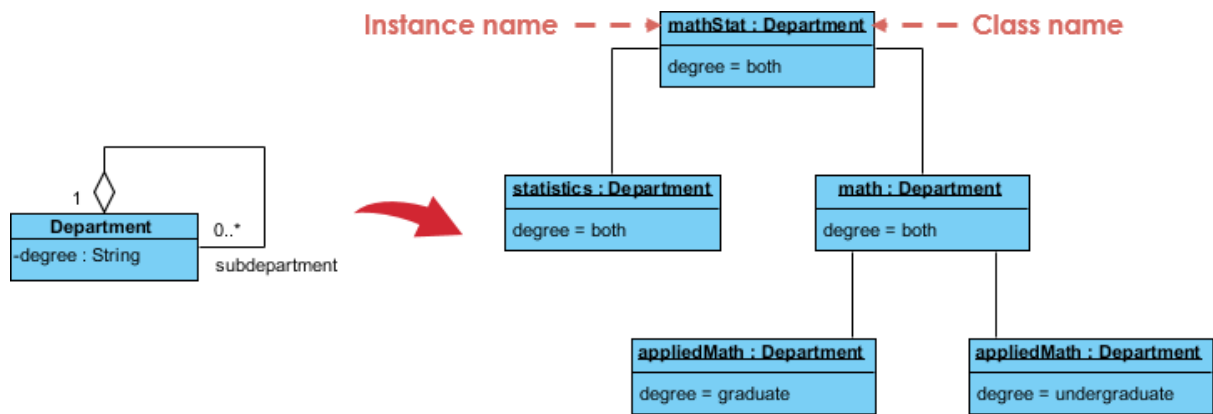 Instance name
mathStat : Department
Class name
degree = both
statistics : Department
degree = both
math : Department
degree = both
1
Department
-degree : String
0..*
subdepartment
appliedMath : Department
degree = graduate
appliedMath : Department
degree = undergraduate